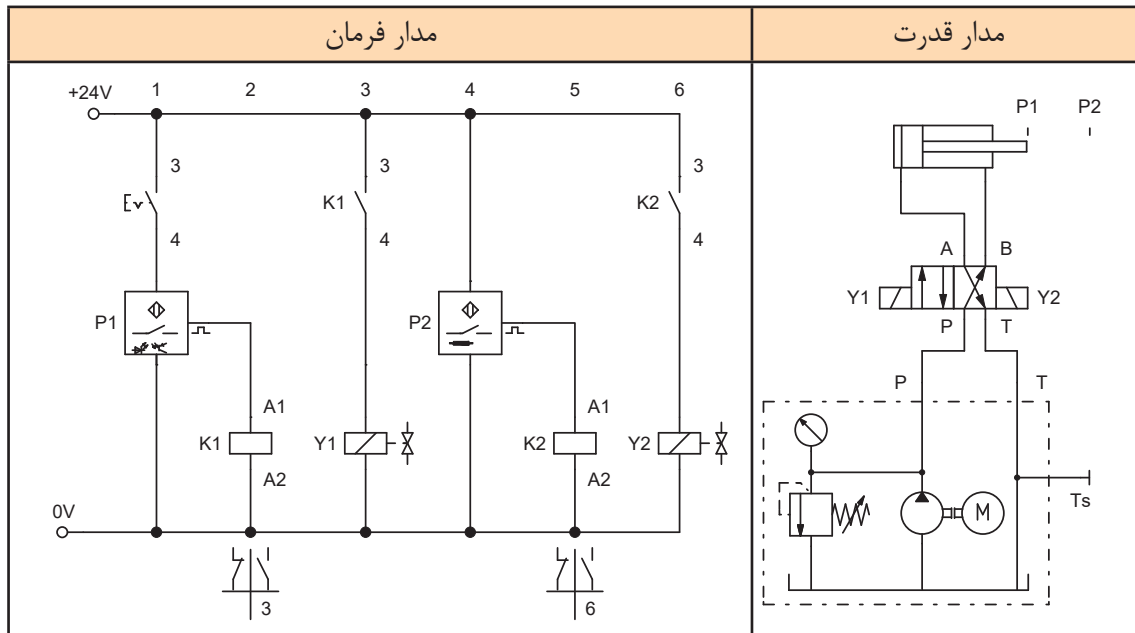 مدار قدرت
مدار فرمان
+24V 1 2 3 4 5 6
3 3 3
K1 K2
4 4 4
P1 P2
A1 A1
K1 Y1 K2 Y2
A2 A2
0V
3 6
P1 P2
A B
Y1 Y2
P T
P T
M
Ts